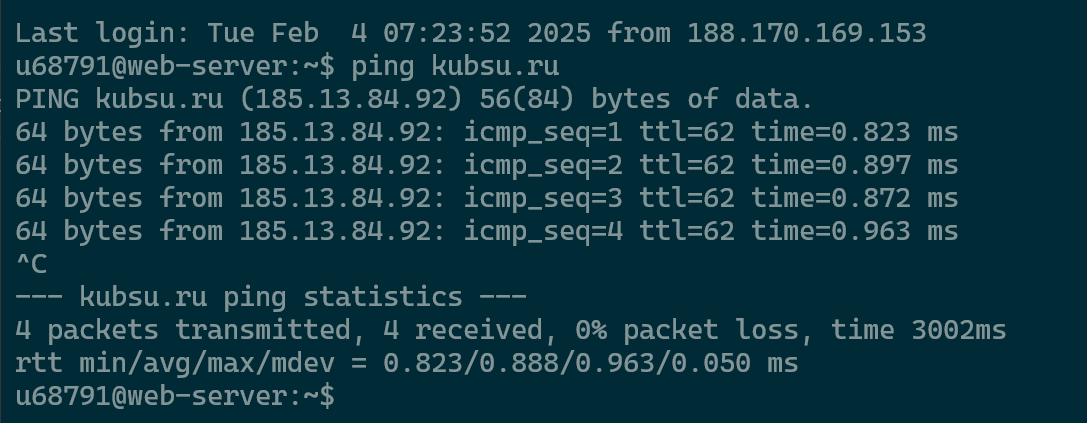 Last login: Tue Feb  4 07:23:52 2025 from 188.170.169.153
u68791@web-server:~$ ping kubsu.ru
PING kubsu.ru (185.13.84.92) 56(84) bytes of data.
64 bytes from 185.13.84.92: icmp_seq=1 ttl=62 time=0.823 ms
64 bytes from 185.13.84.92: icmp_seq=2 ttl=62 time=0.897 ms
64 bytes from 185.13.84.92: icmp_seq=3 ttl=62 time=0.872 ms
64 bytes from 185.13.84.92: icmp_seq=4 ttl=62 time=0.963 ms
^C
--- kubsu.ru ping statistics ---
4 packets transmitted, 4 received, 0% packet loss, time 3002ms
rtt min/avg/max/mdev = 0.823/0.888/0.963/0.050 ms
u68791@web-server:~$